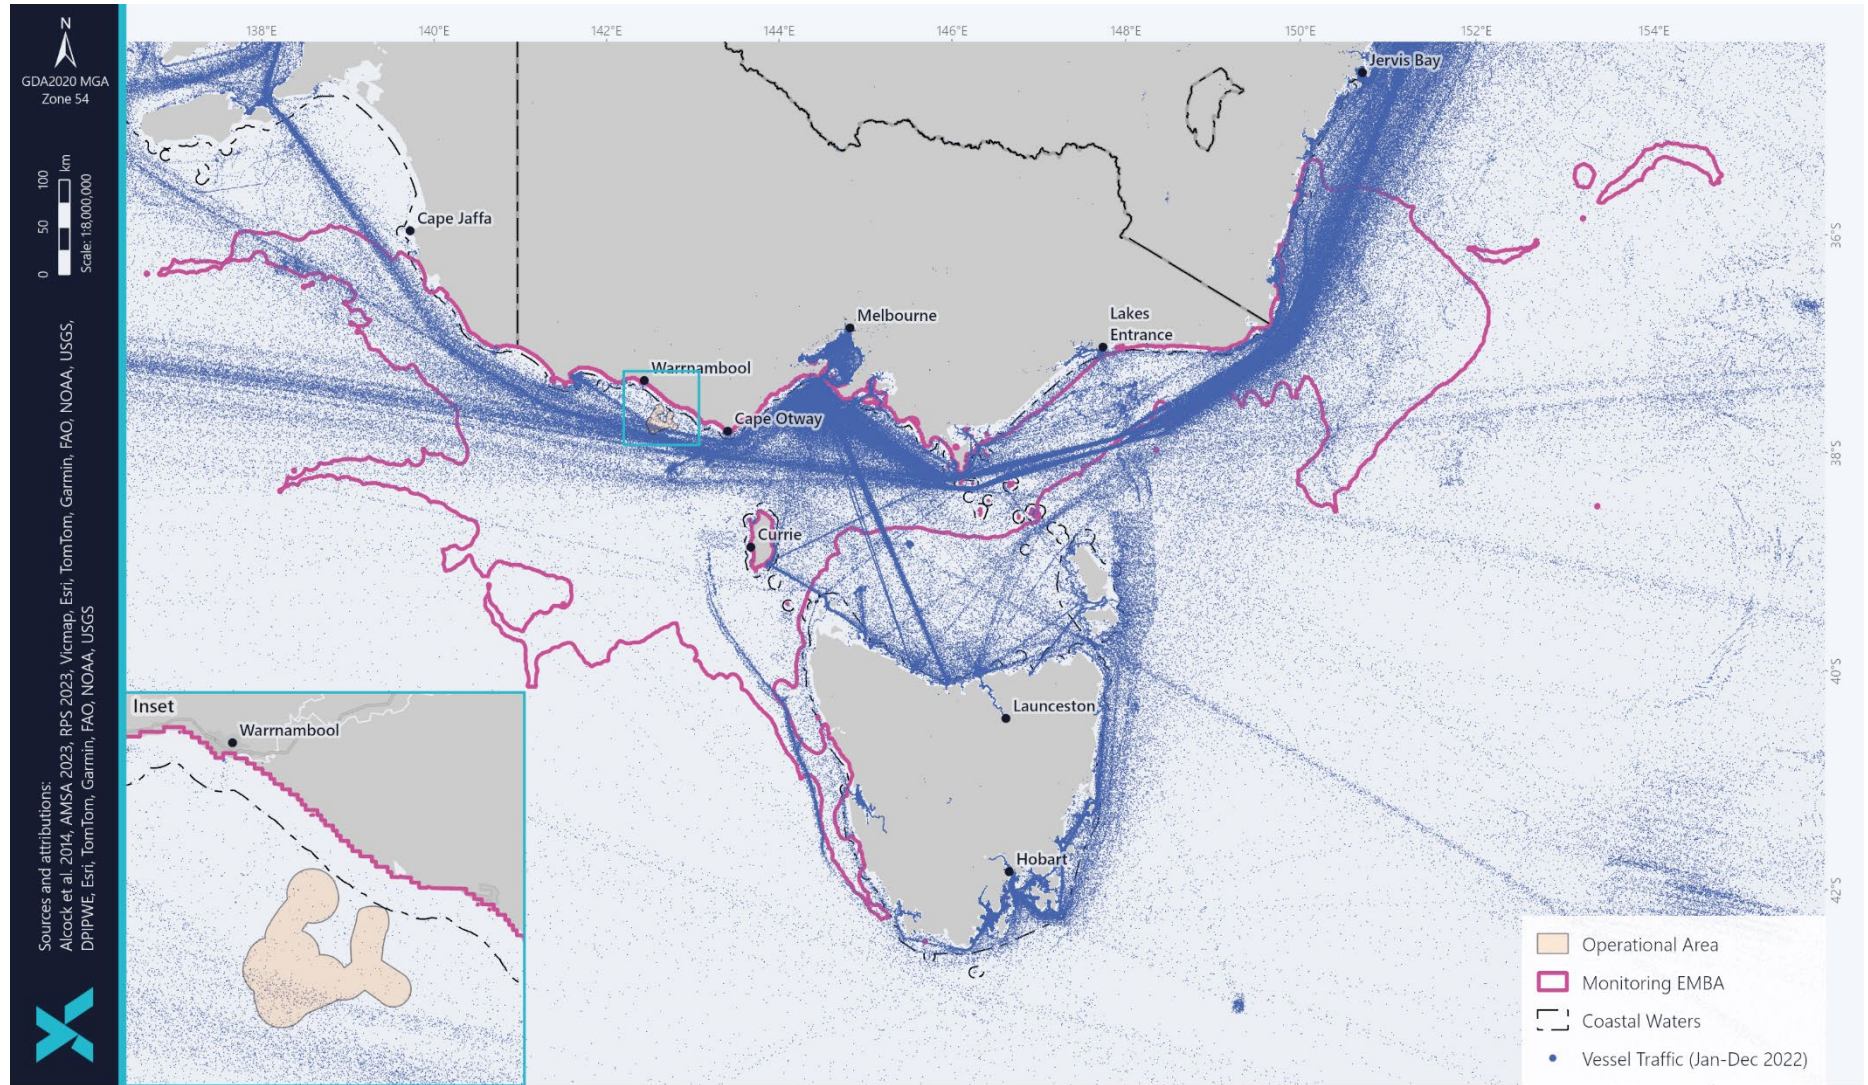 N
GDA2020 MGA
Zone 54
0 50 100 km
Scale: 1:8,000,000
Sources and attributions:
Alcock et al. 2014, AMSA 2023, RPS 2023, Vicmap, Esri, TomTom, Garmin, FAO, NOAA, USGS,
DPIPWE, Esri, TomTom, Garmin, FAO, NOAA, USGS
138°E 140°E 142°E 144°E 146°E 148°E 150°E 152°E 154°E
36°S
38°S
40°S
42°S
Jervis Bay
Cape Jaffa
Melbourne
Lakes
Entrance
Warrnambool
Cape Otway
Currie
Launceston
Hobart
Inset
Warrnambool
Operational Area
Monitoring EMBA
Coastal Waters
Vessel Traffic (Jan-Dec 2022)